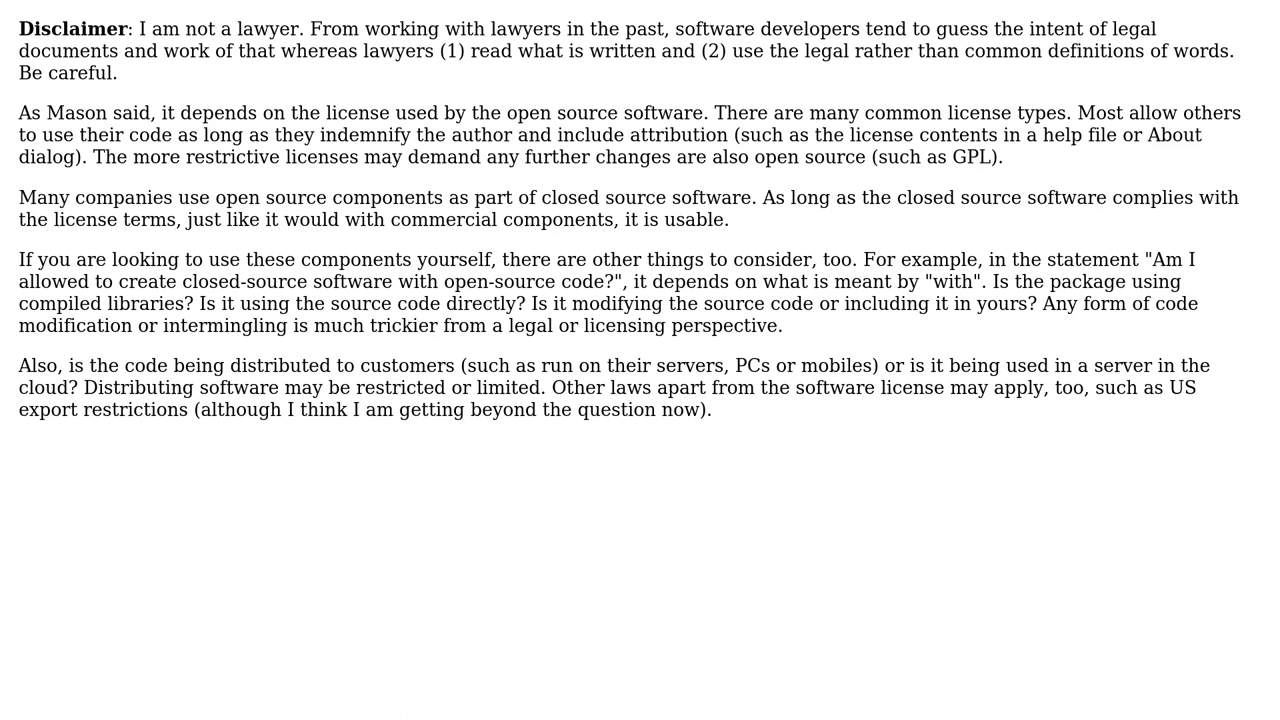 Disclaimer: I am not a lawyer. From working with lawyers in the past, software developers tend to guess the intent of legal
documents and work of that whereas lawyers (1) read what is written and (2) use the legal rather than common definitions of words.
Be careful.
As Mason said, it depends on the license used by the open source software. There are many common license types. Most allow others
to use their code as long as they indemnify the author and include attribution (such as the license contents in a help file or About
dialog). The more restrictive licenses may demand any further changes are also open source (such as GPL).
Many companies use open source components as part of closed source software. As long as the closed source software complies with
the license terms, just like it would with commercial components, it is usable.
If you are looking to use these components yourself, there are other things to consider, too. For example, in the statement "Am I
allowed to create closed-source software with open-source code?", it depends on what is meant by "with". Is the package using
compiled libraries? Is it using the source code directly? Is it modifying the source code or including it in yours? Any form of code
modification or intermingling is much trickier from a legal or licensing perspective.
Also, is the code being distributed to customers (such as run on their servers, PCs or mobiles) or is it being used in a server in the
cloud? Distributing software may be restricted or limited. Other laws apart from the software license may apply, too, such as US
export restrictions (although I think I am getting beyond the question now).